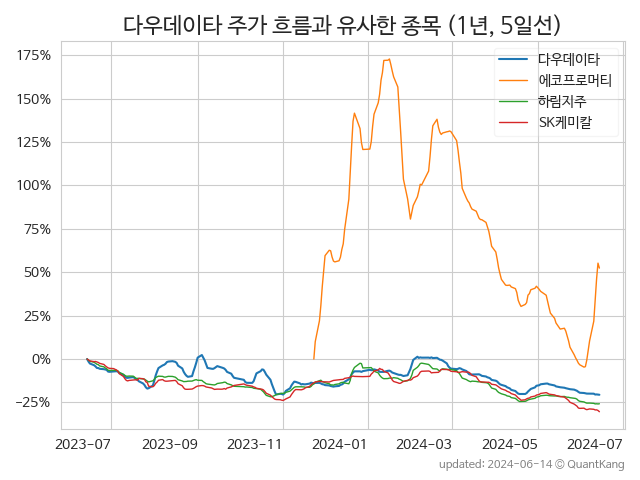 다우데이타 주가 흐름과 유사한 종목 (1년, 5일선)
다우데이타
에코프로머티
하림지주
SK케미칼
175%
150%
125%
100%
75%
50%
25%
0%
−25%
2023-07 2023-09 2023-11 2024-01 2024-03 2024-05 2024-07
updated: 2024-06-14 © QuantKang